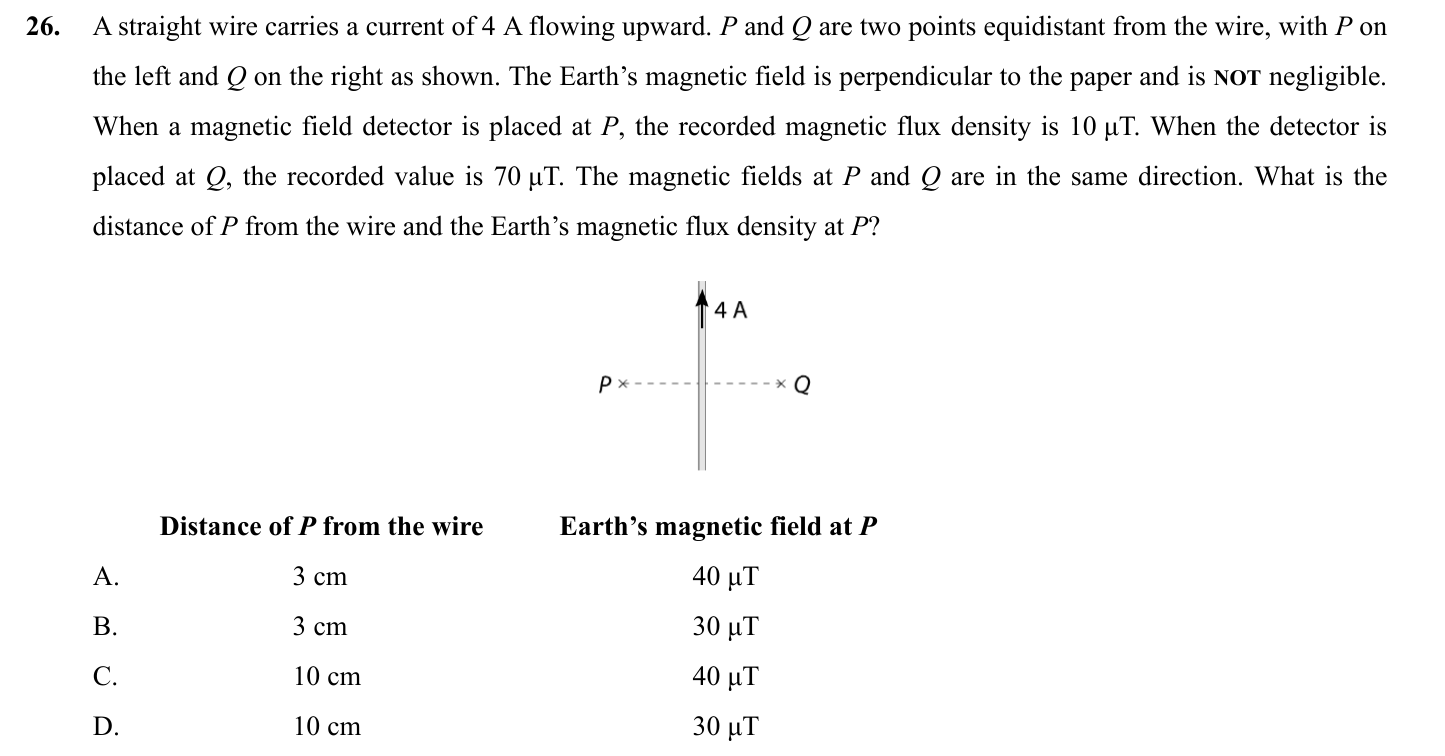 26. A straight wire carries a current of 4 A flowing upward. P and Q are two points equidistant from the wire, with P on
the left and Q on the right as shown. The Earth’s magnetic field is perpendicular to the paper and is NOT negligible.
When a magnetic field detector is placed at P, the recorded magnetic flux density is 10 μT. When the detector is
placed at Q, the recorded value is 70 μT. The magnetic fields at P and Q are in the same direction. What is the
distance of P from the wire and the Earth’s magnetic flux density at P?
4 A
P × × Q
Distance of P from the wire Earth’s magnetic field at P
A. 3 cm 40 μT
B. 3 cm 30 μT
C. 10 cm 40 μT
D. 10 cm 30 μT